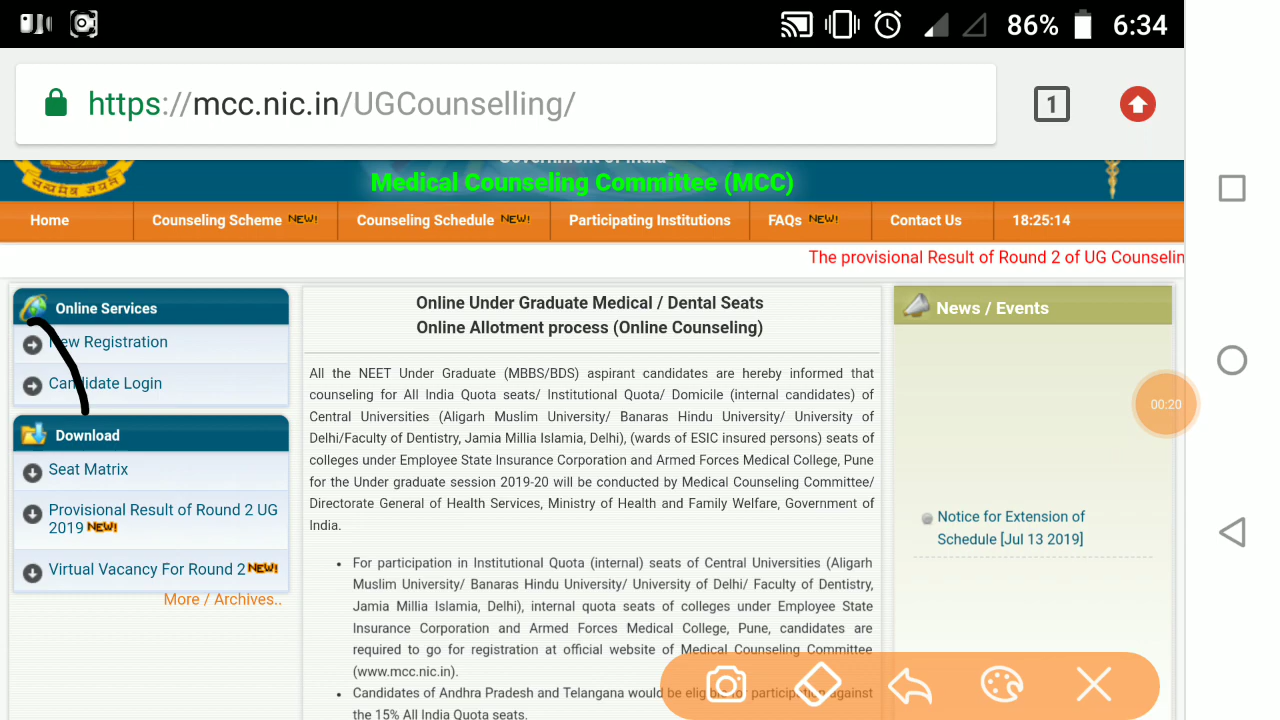 86% 6:34
https://mcc.nic.in/UGCounselling/ 1
Government of India
सत्यमेव जयते
Medical Counseling Committee (MCC)
Home Counseling Scheme NEW! Counseling Schedule NEW! Participating Institutions FAQs NEW! Contact Us 18:25:14
The provisional Result of Round 2 of UG Counselin
Online Services
New Registration
Candidate Login
Download
Seat Matrix
Provisional Result of Round 2 UG
2019 NEW!
Virtual Vacancy For Round 2 NEW!
More / Archives..
Online Under Graduate Medical / Dental Seats
Online Allotment process (Online Counseling)
All the NEET Under Graduate (MBBS/BDS) aspirant candidates are hereby informed that
counseling for All India Quota seats/ Institutional Quota/ Domicile (internal candidates) of
Central Universities (Aligarh Muslim University/ Banaras Hindu University/ University of
Delhi/Faculty of Dentistry, Jamia Millia Islamia, Delhi), (wards of ESIC insured persons) seats of
colleges under Employee State Insurance Corporation and Armed Forces Medical College, Pune
for the Under graduate session 2019-20 will be conducted by Medical Counseling Committee/
Directorate General of Health Services, Ministry of Health and Family Welfare, Government of
India.
• For participation in Institutional Quota (internal) seats of Central Universities (Aligarh
Muslim University/ Banaras Hindu University/ University of Delhi/ Faculty of Dentistry,
Jamia Millia Islamia, Delhi), internal quota seats of colleges under Employee State
Insurance Corporation and Armed Forces Medical College, Pune, candidates are
required to go for registration at official website of Medical Counseling Committee
(www.mcc.nic.in).
• Candidates of Andhra Pradesh and Telangana would be eligible for participation against
the 15% All India Quota seats.
News / Events
Notice for Extension of
Schedule [Jul 13 2019]
00:20